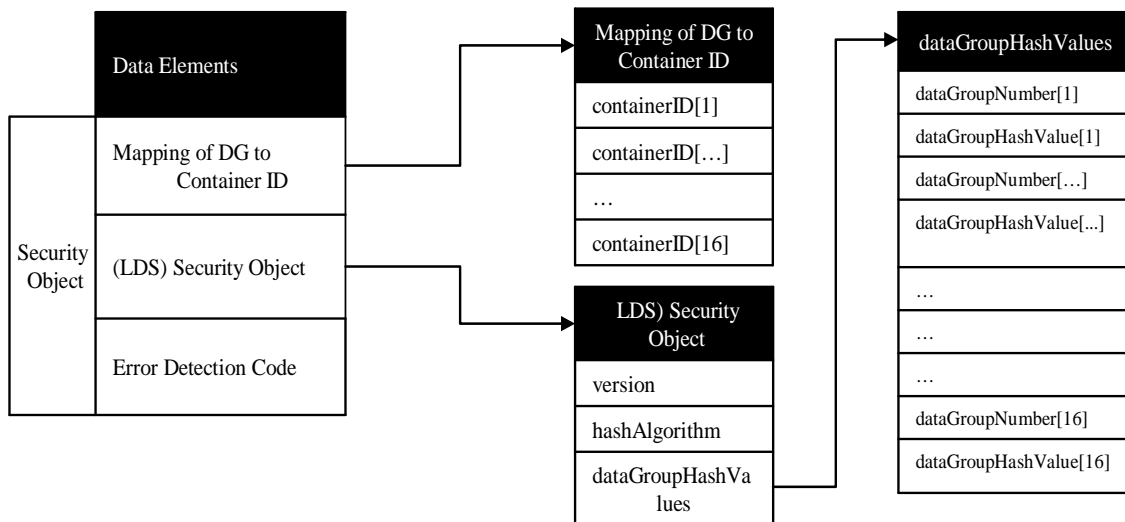 Data Elements
Security
Object
Mapping of DG to
Container ID
(LDS) Security Object
Error Detection Code
Mapping of DG to
Container ID
containerID[1]
containerID[…]
…
containerID[16]
LDS) Security
Object
version
hashAlgorithm
dataGroupHashVa
lues
dataGroupHashValues
dataGroupNumber[1]
dataGroupHashValue[1]
dataGroupNumber[…]
dataGroupHashValue[...]
…
…
…
dataGroupNumber[16]
dataGroupHashValue[16]